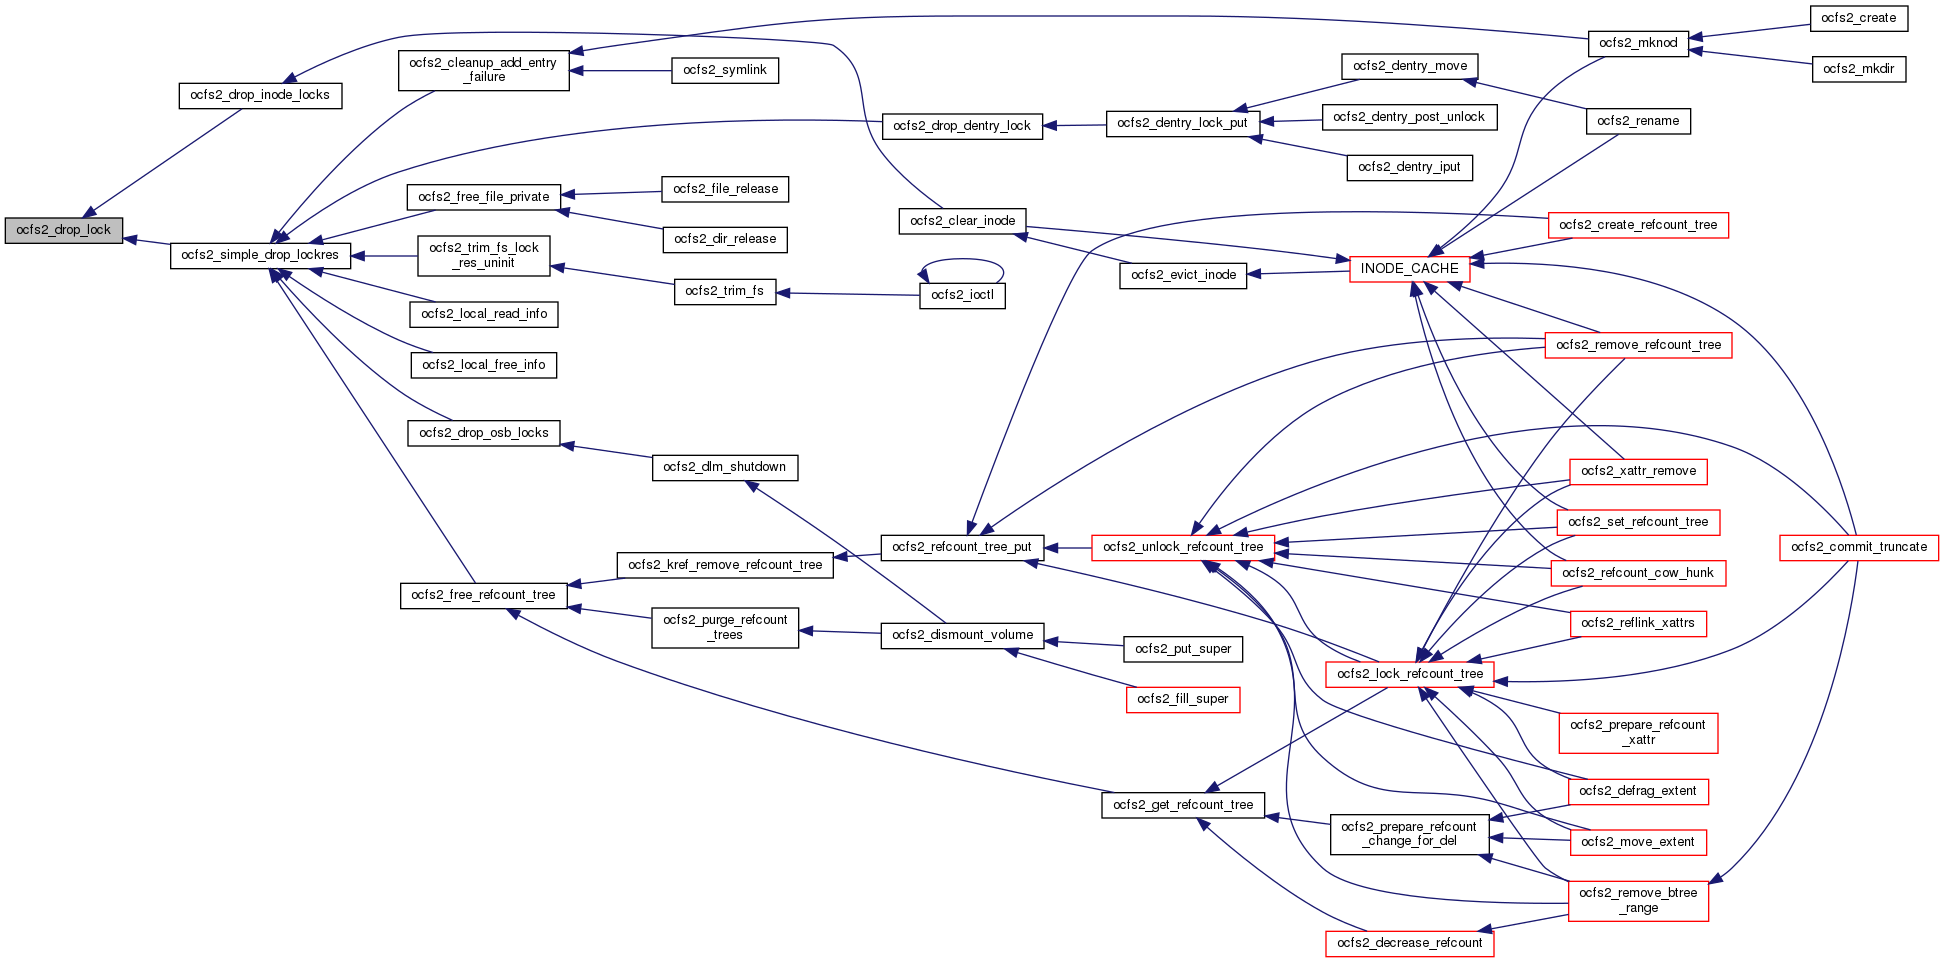 ocfs2_create
ocfs2_mknod
ocfs2_mkdir
ocfs2_cleanup_add_entry
_failure
ocfs2_symlink
ocfs2_dentry_move
ocfs2_drop_inode_locks
ocfs2_drop_dentry_lock
ocfs2_dentry_lock_put
ocfs2_dentry_post_unlock
ocfs2_rename
ocfs2_dentry_iput
ocfs2_free_file_private
ocfs2_file_release
ocfs2_clear_inode
ocfs2_create_refcount_tree
ocfs2_drop_lock
ocfs2_dir_release
ocfs2_simple_drop_lockres
ocfs2_trim_fs_lock
_res_uninit
ocfs2_evict_inode
INODE_CACHE
ocfs2_trim_fs
ocfs2_ioctl
ocfs2_local_read_info
ocfs2_remove_refcount_tree
ocfs2_local_free_info
ocfs2_drop_osb_locks
ocfs2_dlm_shutdown
ocfs2_xattr_remove
ocfs2_set_refcount_tree
ocfs2_refcount_tree_put
ocfs2_unlock_refcount_tree
ocfs2_commit_truncate
ocfs2_kref_remove_refcount_tree
ocfs2_refcount_cow_hunk
ocfs2_free_refcount_tree
ocfs2_purge_refcount
_trees
ocfs2_dismount_volume
ocfs2_reflink_xattrs
ocfs2_put_super
ocfs2_lock_refcount_tree
ocfs2_fill_super
ocfs2_prepare_refcount
_xattr
ocfs2_defrag_extent
ocfs2_get_refcount_tree
ocfs2_prepare_refcount
_change_for_del
ocfs2_move_extent
ocfs2_remove_btree
_range
ocfs2_decrease_refcount